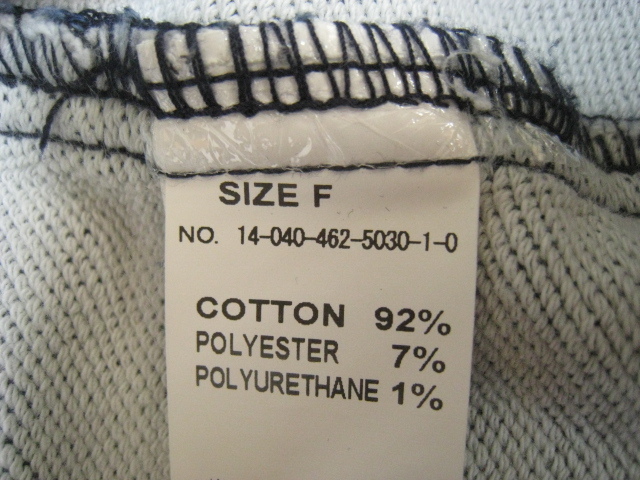 SIZE F
NO. 14-040-462-5030-1-0
COTTON 92%
POLYESTER 7%
POLYURETHANE 1%